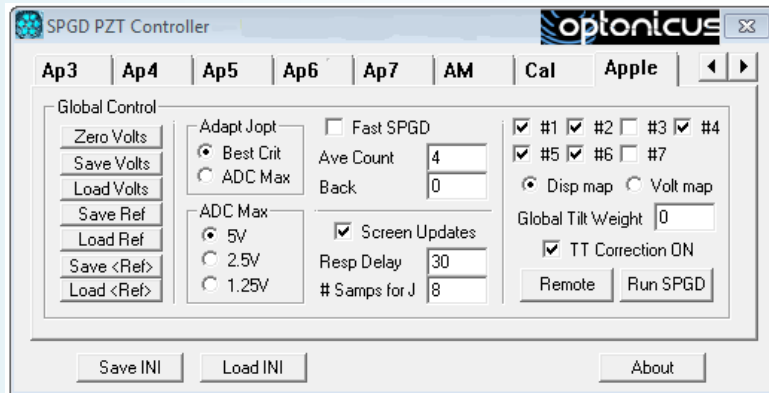 SPGD PZT Controller
optonicus
Ap3 Ap4 Ap5 Ap6 Ap7 AM Cal Apple
Global Control
Zero Volts
Save Volts
Load Volts
Save Ref
Load Ref
Save <Ref>
Load <Ref>
Adapt Jopt
Best Crit
ADC Max
ADC Max
5V
2.5V
1.25V
Fast SPGD
Ave Count 4
Back 0
Screen Updates
Resp Delay 30
# Samps for J 8
#1 #2 #3 #4
#5 #6 #7
Disp map Volt map
Global Tilt Weight 0
TT Correction ON
Remote Run SPGD
Save INI Load INI About